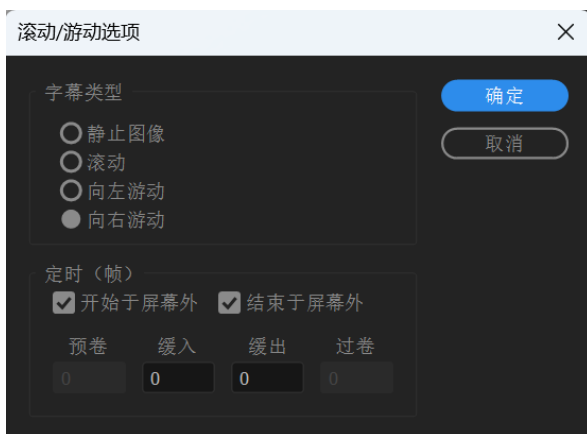 滚动/游动选项
字幕类型
静止图像
滚动
向左游动
向右游动
确定
取消
定时（帧）
开始于屏幕外 结束于屏幕外
预卷 缓入 缓出 过卷
0 0 0 0